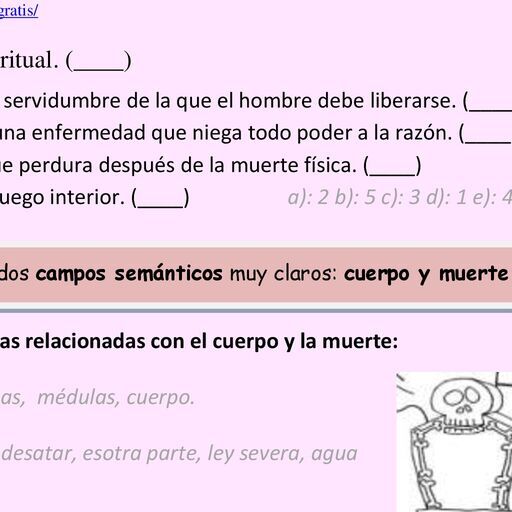 gratis/
ritual. (____)
servidumbre de la que el hombre debe liberarse. (____
una enfermedad que niega todo poder a la razón. (____
ue perdura después de la muerte física. (____)
uego interior. (____) a): 2 b): 5 c): 3 d): 1 e): 4
dos campos semánticos muy claros: cuerpo y muerte
as relacionadas con el cuerpo y la muerte:
as, médulas, cuerpo.
desatar, esotra parte, ley severa, agua